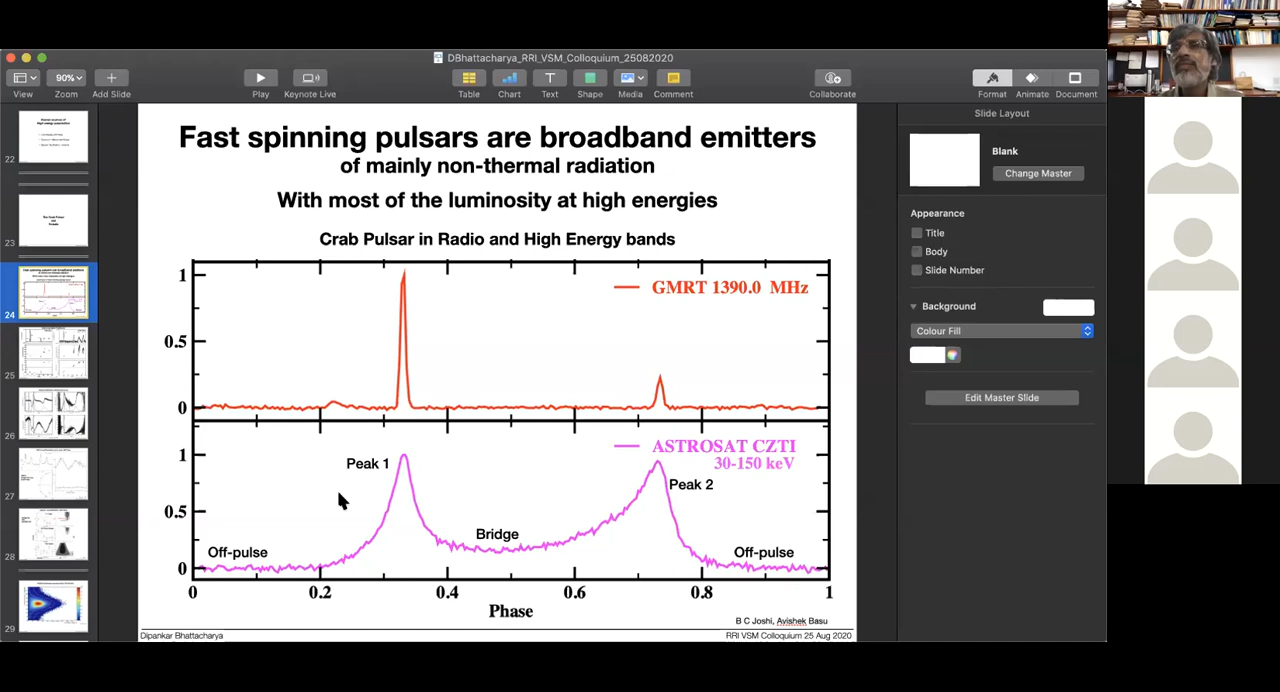 DBhattacharya_RRI_VSM_Colloquium_25082020
90%
View
Zoom
Add Slide
Play
Keynote Live
Table
Chart
Text
Shape
Media
Comment
Collaborate
Format
Animate
Document
22
23
24
25
26
27
28
29
Fast spinning pulsars are broadband emitters
of mainly non-thermal radiation
With most of the luminosity at high energies
Crab Pulsar in Radio and High Energy bands
GMRT 1390.0 MHz
1
0.5
0
ASTROSAT CZTI
30-150 keV
1
0.5
0
Peak 1
Peak 2
Bridge
Off-pulse
Off-pulse
0 0.2 0.4 0.6 0.8 1
Phase
B C Joshi, Avishek Basu
Dipankar Bhattacharya
RRI VSM Colloquium 25 Aug 2020
Slide Layout
Blank
Change Master
Appearance
Title
Body
Slide Number
Background
Colour Fill
Edit Master Slide